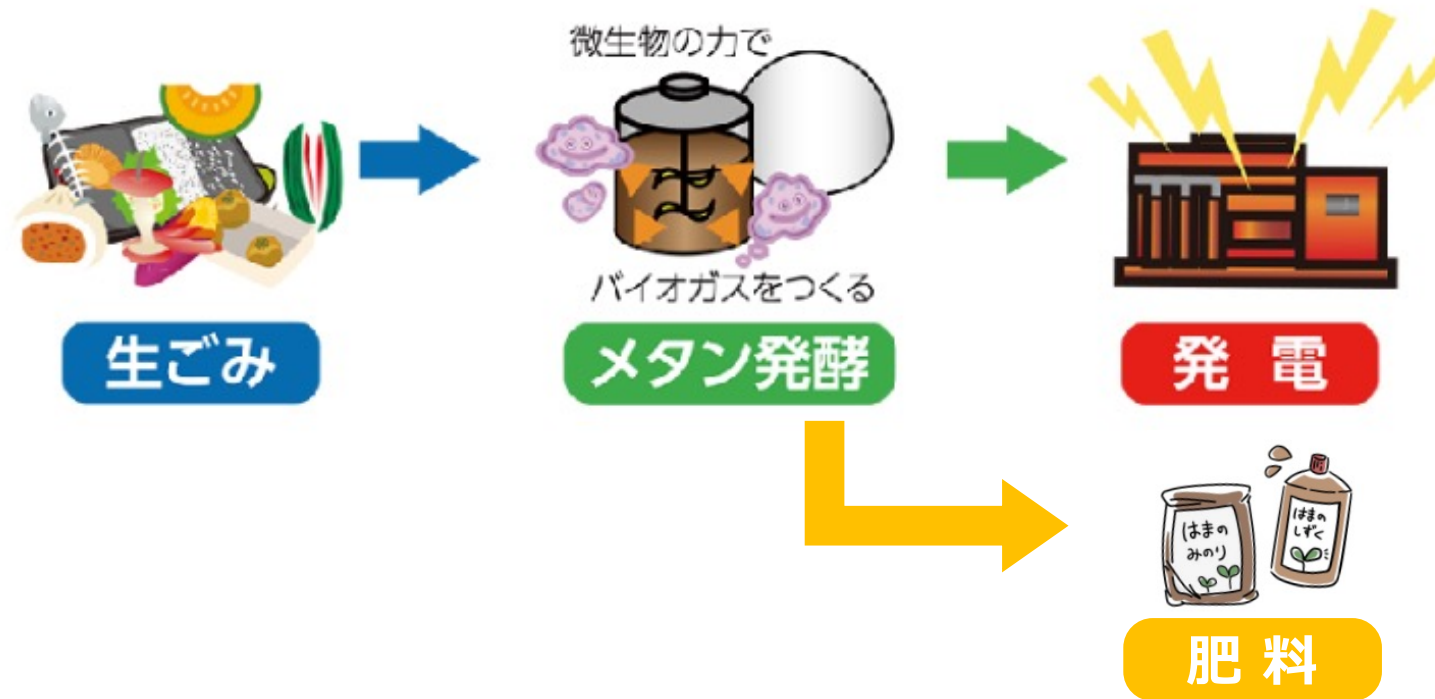 微生物の力で
バイオガスをつくる
生ごみ
メタン発酵
発電
はまの
みのり
はまの
しずく
肥料